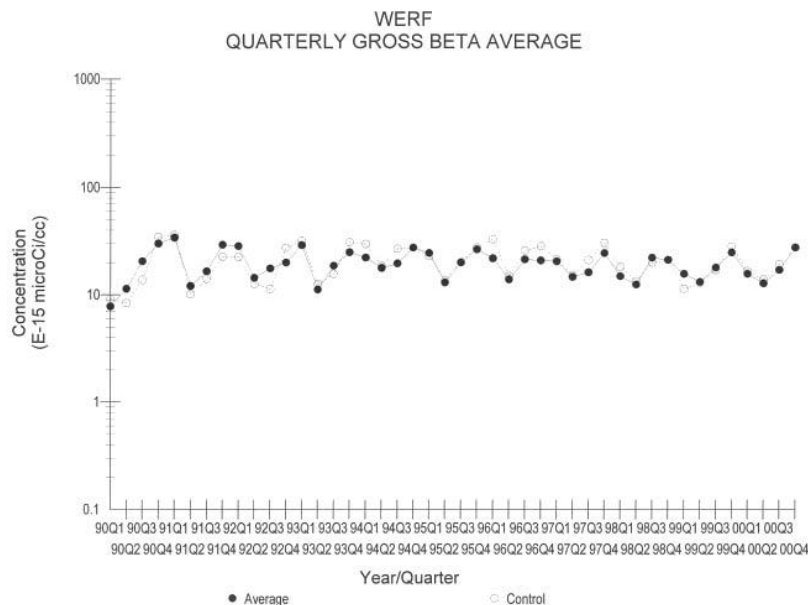 WERF
QUARTERLY GROSS BETA AVERAGE
1000
100
10
1
0.1
Concentration
(E-15 microCi/cc)
90Q1 90Q3 91Q1 91Q3 92Q1 92Q3 93Q1 93Q3 94Q1 94Q3 95Q1 95Q3 96Q1 96Q3 97Q1 97Q3 98Q1 98Q3 99Q1 99Q3 00Q1 00Q3
90Q2 90Q4 91Q2 91Q4 92Q2 92Q4 93Q2 93Q4 94Q2 94Q4 95Q2 95Q4 96Q2 96Q4 97Q2 97Q4 98Q2 98Q4 99Q2 99Q4 00Q2 00Q4
Year/Quarter
Average Control